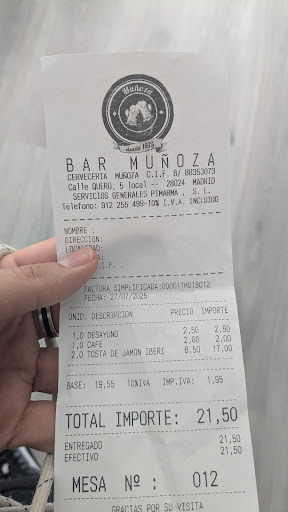 Muñoza
desde 1975
BAR MUÑOZA
CERVECERIA MUÑOZA C.I.F. B/ 88353073
Calle QUERO, 5 local -- 28024 MADRID
SERVICIOS GENERALES PIMARMA , S. L.
Telefono: 912 255 499-10% I.V.A. INCLUIDO
NOMBRE :
DIRECCION:
LOCALIDAD:
C.I.F. .
FACTURA SIMPLIFICADA:000017M018012
FECHA: 27/07/2025
UNID. DESCRIPCION PRECIO IMPORTE
1,0 DESAYUNO 2,50 2,50
1,0 CAFE 2,00 2,00
2,0 TOSTA DE JAMON IBERI 8,50 17,00
BASE: 19,55 10%IVA IMP.IVA: 1,95
TOTAL IMPORTE: 21,50
ENTREGADO 21,50
EFECTIVO 21,50
MESA Nº : 012
GRACIAS POR SU VISITA